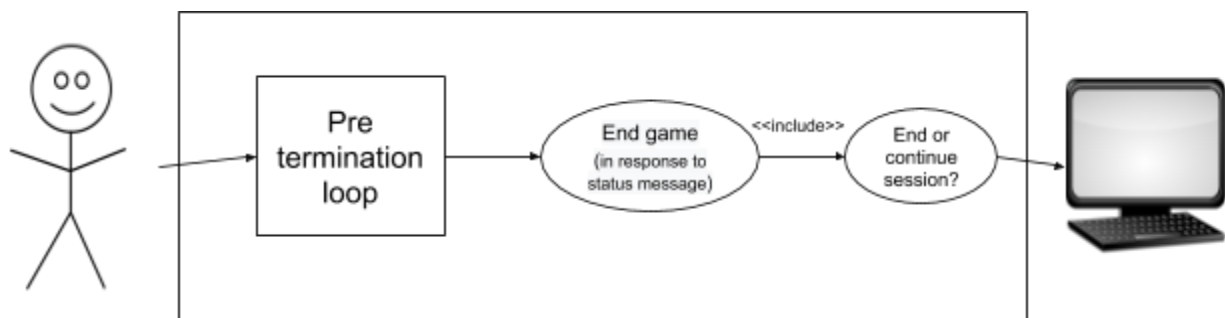 Pre
termination
loop
End game
(in response to
status message)
<<include>>
End or
continue
session?